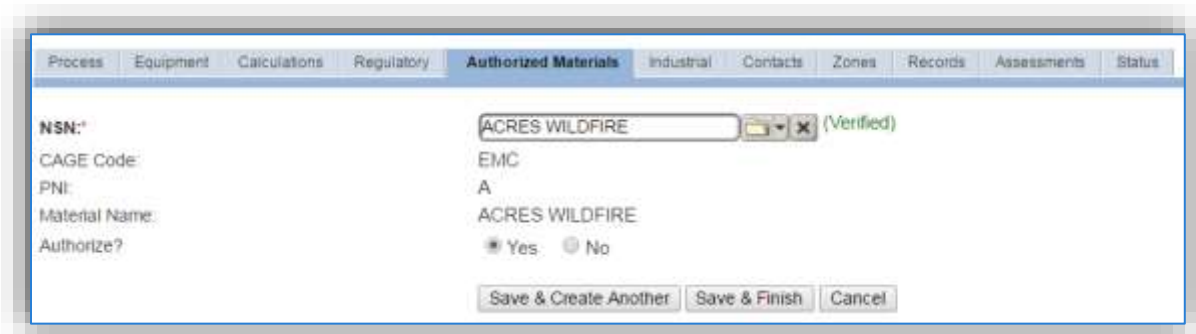 Process Equipment Calculations Regulatory Authorized Materials Industrial Contacts Zones Records Assessments Status
NSN:* ACRES WILDFIRE (Verified)
CAGE Code: EMC
PNI: A
Material Name: ACRES WILDFIRE
Authorize? Yes No
Save & Create Another Save & Finish Cancel